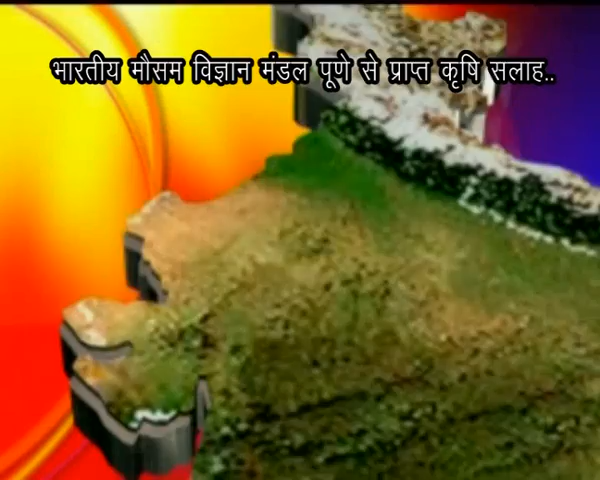 भारतीय मौसम विज्ञान मंडल पूणे से प्राप्त कृषि सलाह..